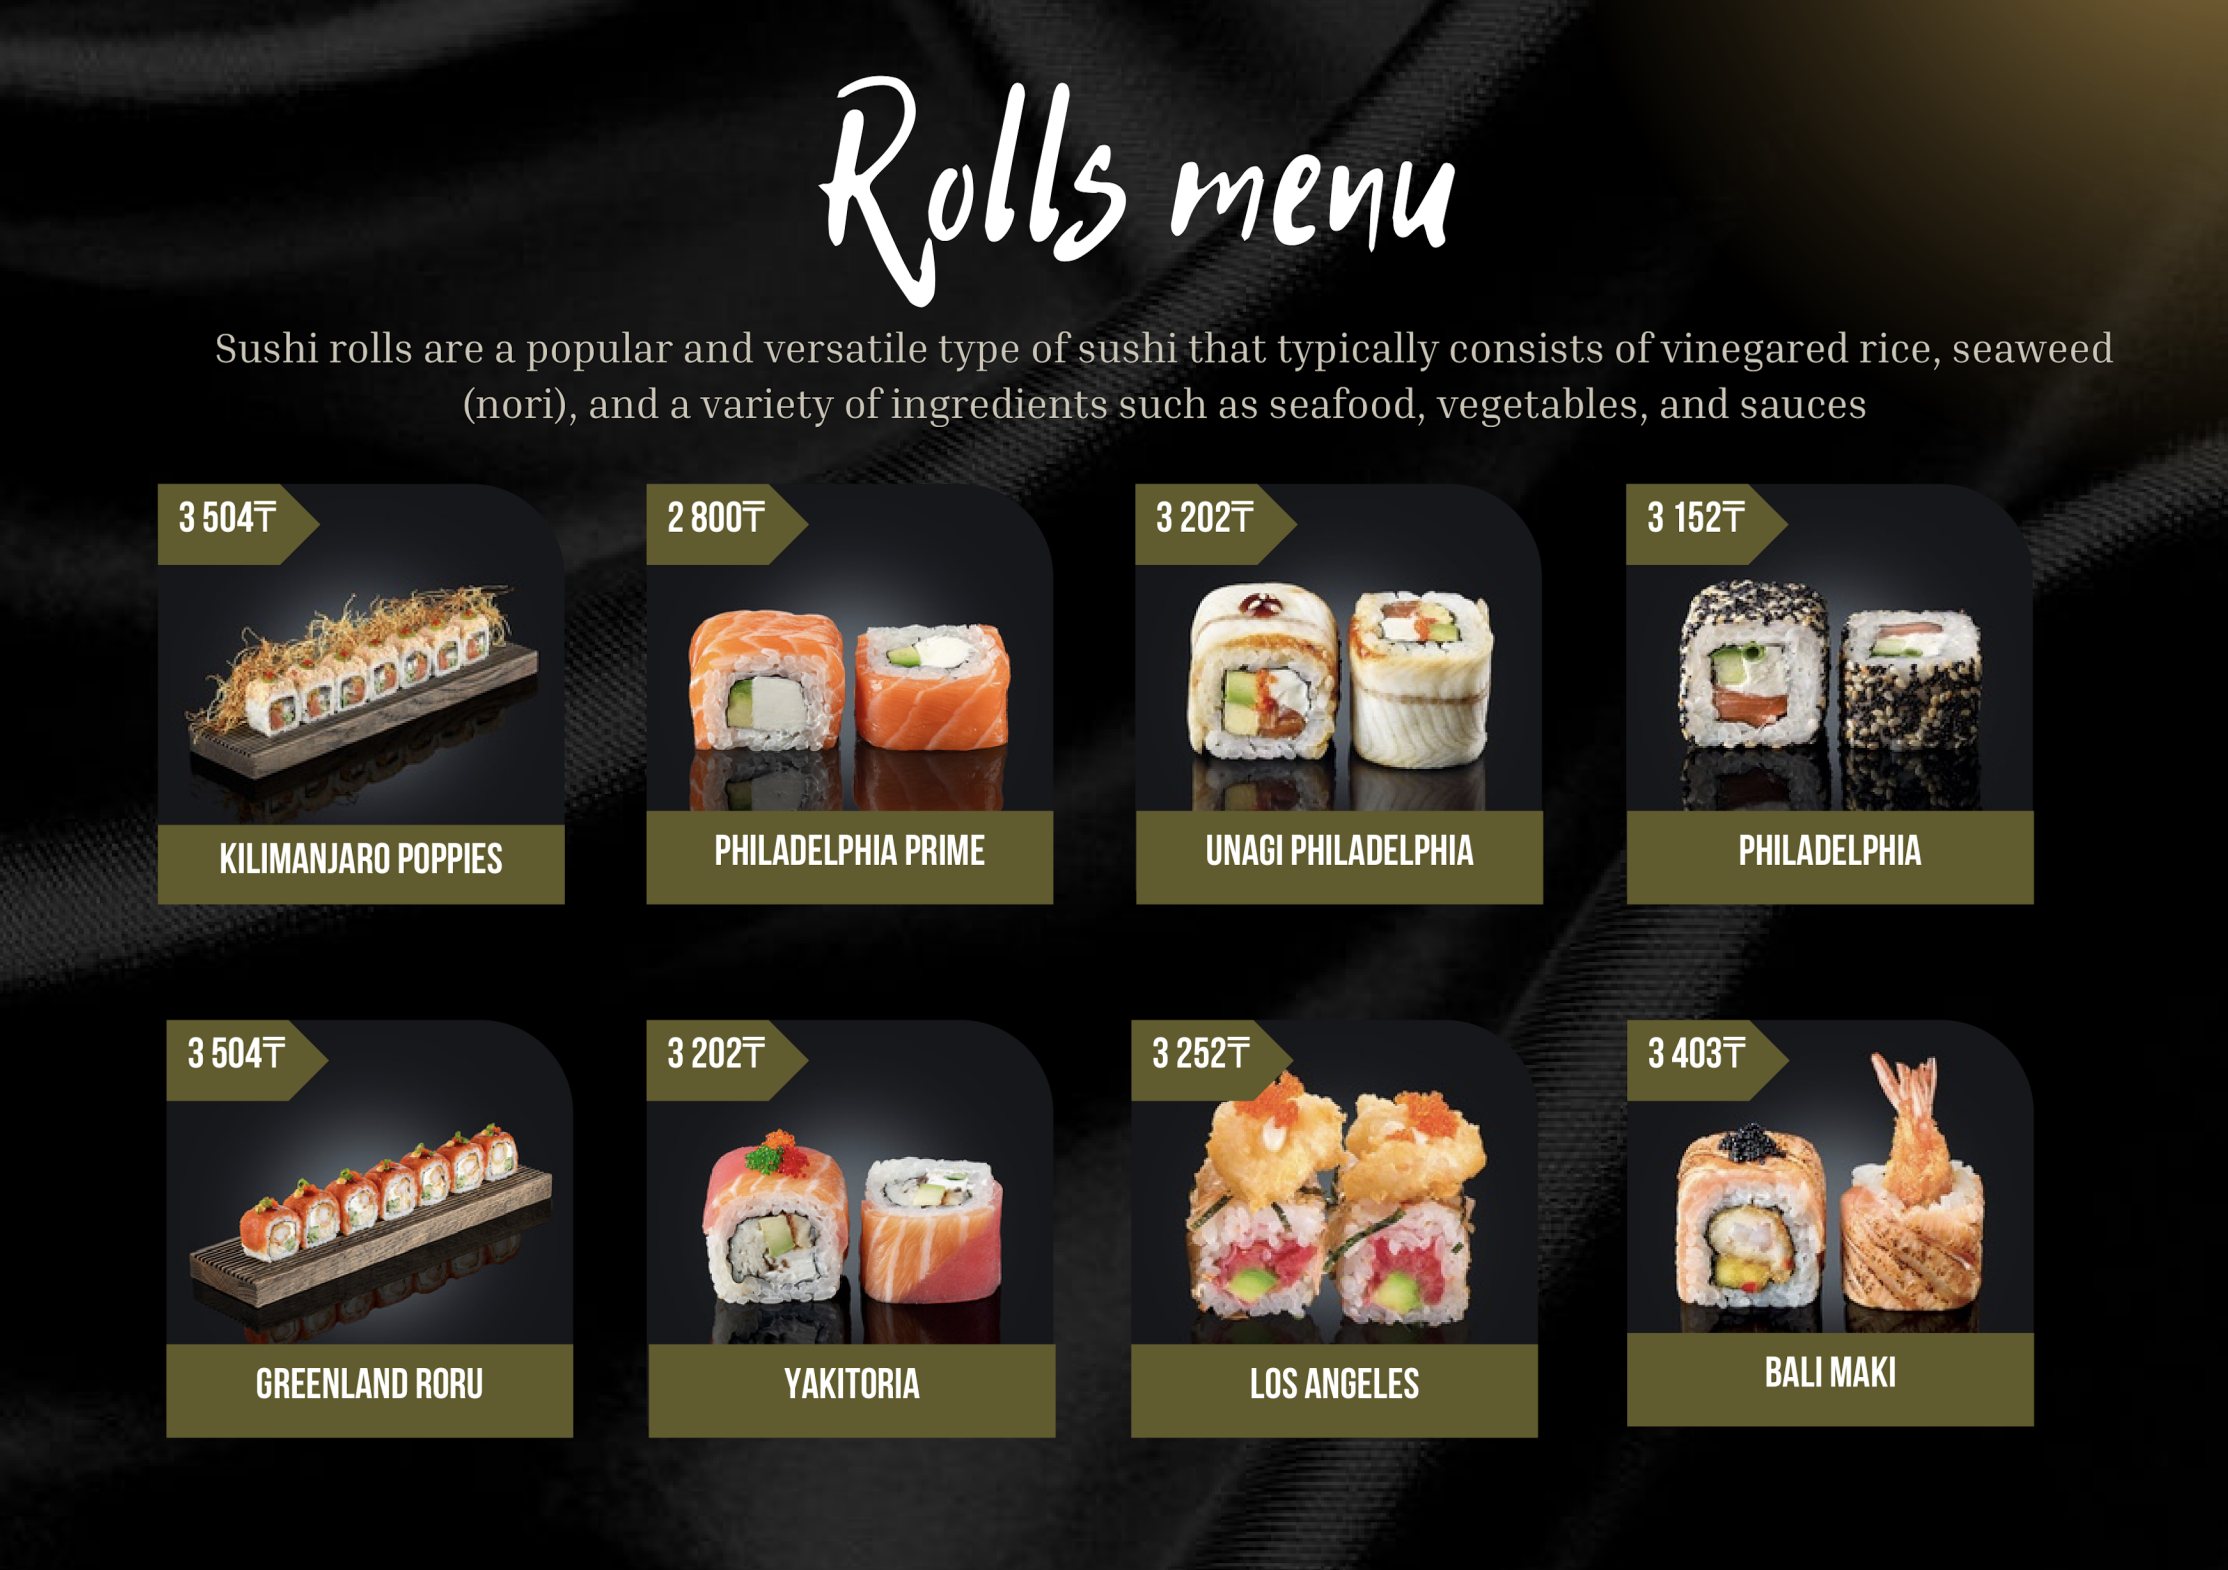 Rolls menu
Sushi rolls are a popular and versatile type of sushi that typically consists of vinegared rice, seaweed
(nori), and a variety of ingredients such as seafood, vegetables, and sauces
3 504₸
KILIMANJARO POPPIES
2 800₸
PHILADELPHIA PRIME
3 202₸
UNAGI PHILADELPHIA
3 152₸
PHILADELPHIA
3 504₸
GREENLAND RORU
3 202₸
YAKITORIA
3 252₸
LOS ANGELES
3 403₸
BALI MAKI